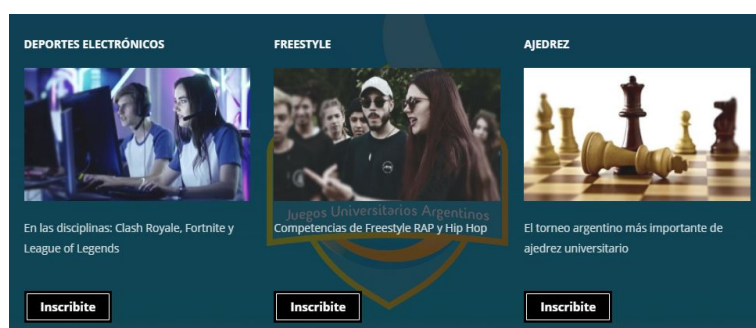 DEPORTES ELECTRÓNICOS
FREESTYLE
AJEDREZ
Juegos Universitarios Argentinos
En las disciplinas: Clash Royale, Fortnite y
League of Legends
Competencias de Freestyle RAP y Hip Hop
El torneo argentino más importante de
ajedrez universitario
Inscribite
Inscribite
Inscribite